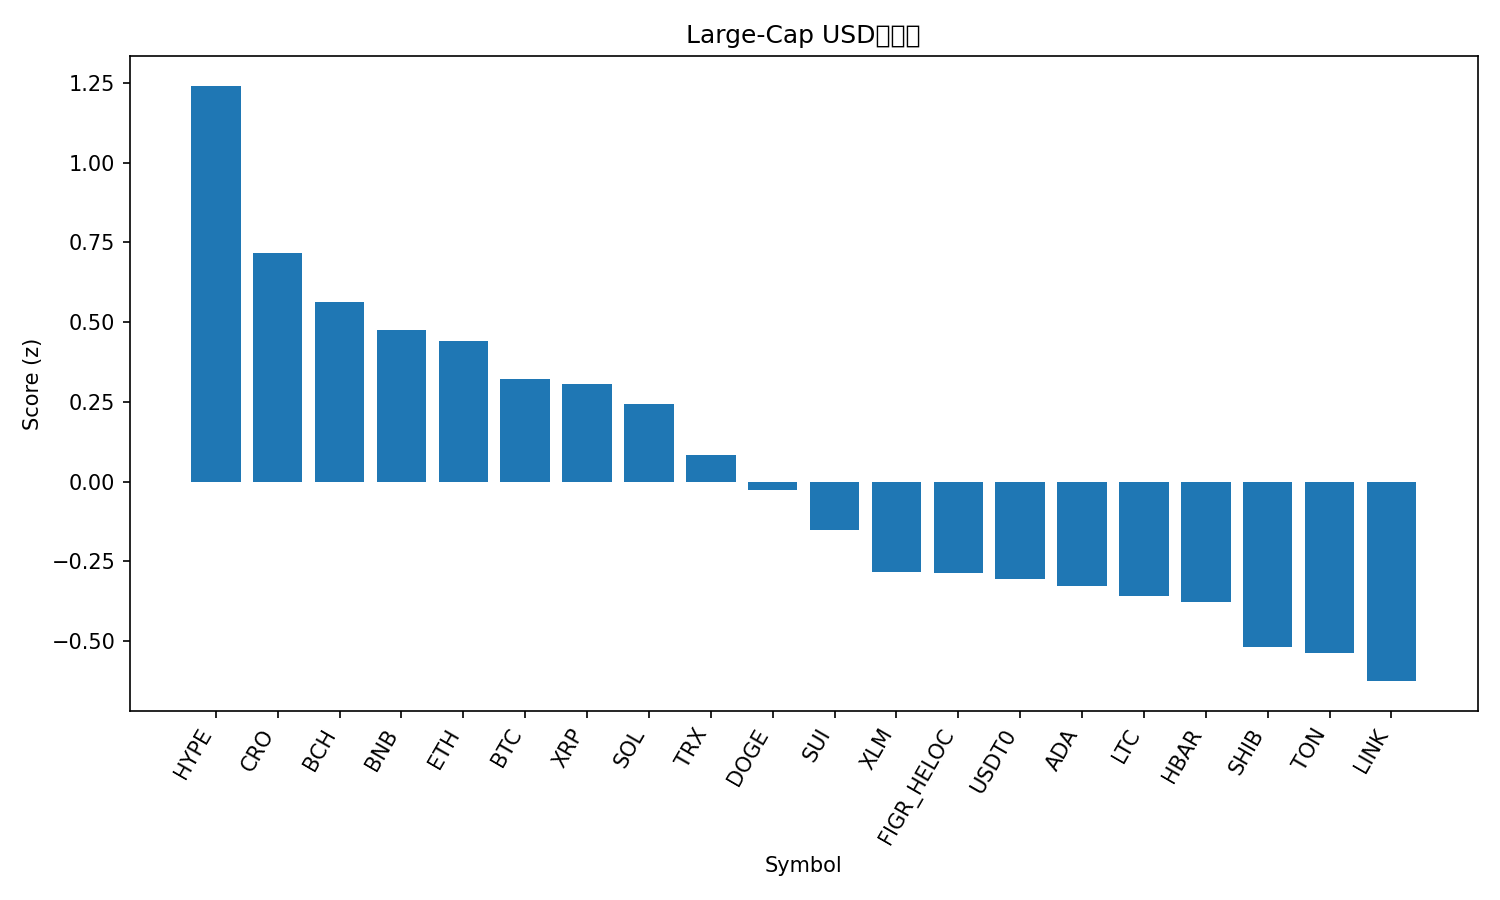 Large-Cap USD
1.25
1.00
0.75
0.50
0.25
0.00
−0.25
−0.50
Score (z)
HYPE
CRO
BCH
BNB
ETH
BTC
XRP
SOL
TRX
DOGE
SUI
XLM
FIGR_HELOC
USDT0
ADA
LTC
HBAR
SHIB
TON
LINK
Symbol